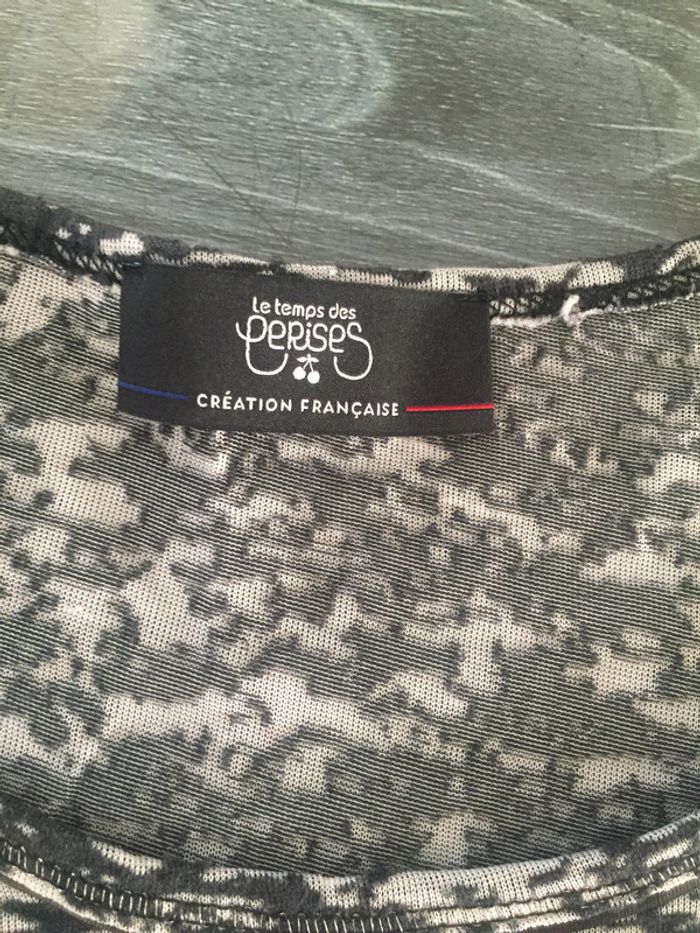 Le temps des
CERISES
CRÉATION FRANÇAISE